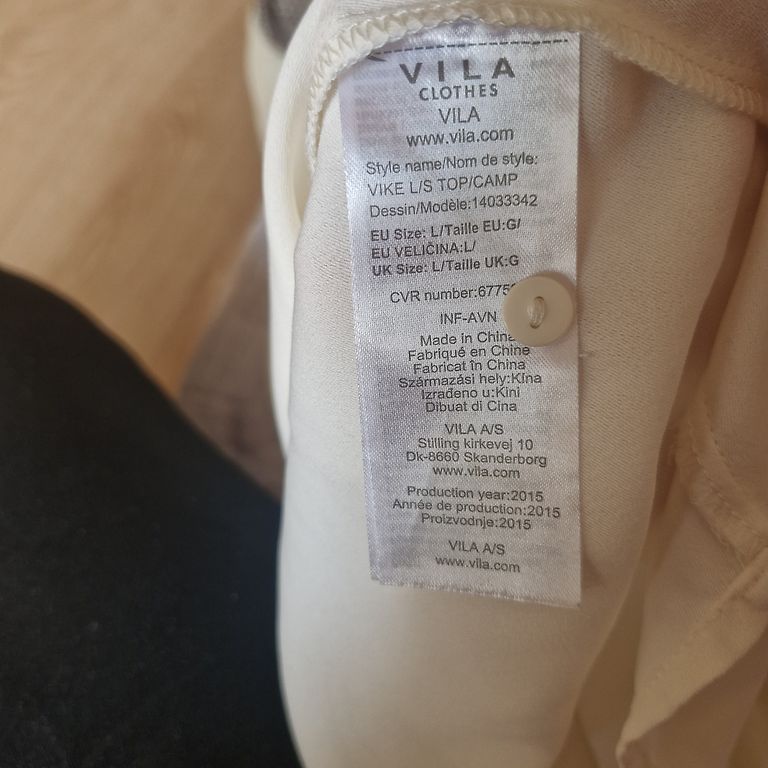 VILA
CLOTHES
VILA
www.vila.com
Style name/Nom de style:
VIKE L/S TOP/CAMP
Dessin/Modèle:14033342
EU Size: L/Taille EU:G/
EU VELIČINA:L/
UK Size: L/Taille UK:G
CVR number:
INF-AVN
Made in China
Fabriqué en Chine
Fabricat în China
Származási hely:Kína
Izrađeno u:Kini
Dibuat di Cina
VILA A/S
Stilling kirkevej 10
Dk-8660 Skanderborg
www.vila.com
Production year:2015
Année de production:2015
Proizvodnje:2015
VILA A/S
www.vila.com